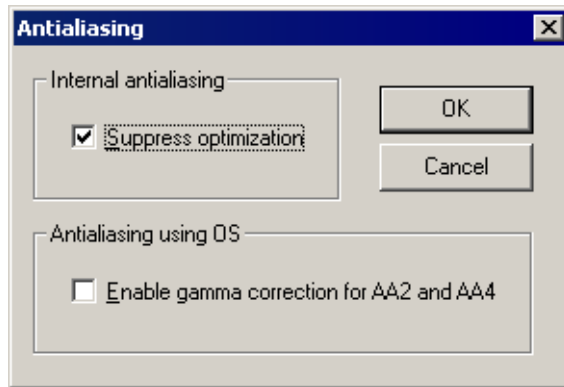 Antialiasing
Internal antialiasing
Suppress optimization
OK
Cancel
Antialiasing using OS
Enable gamma correction for AA2 and AA4